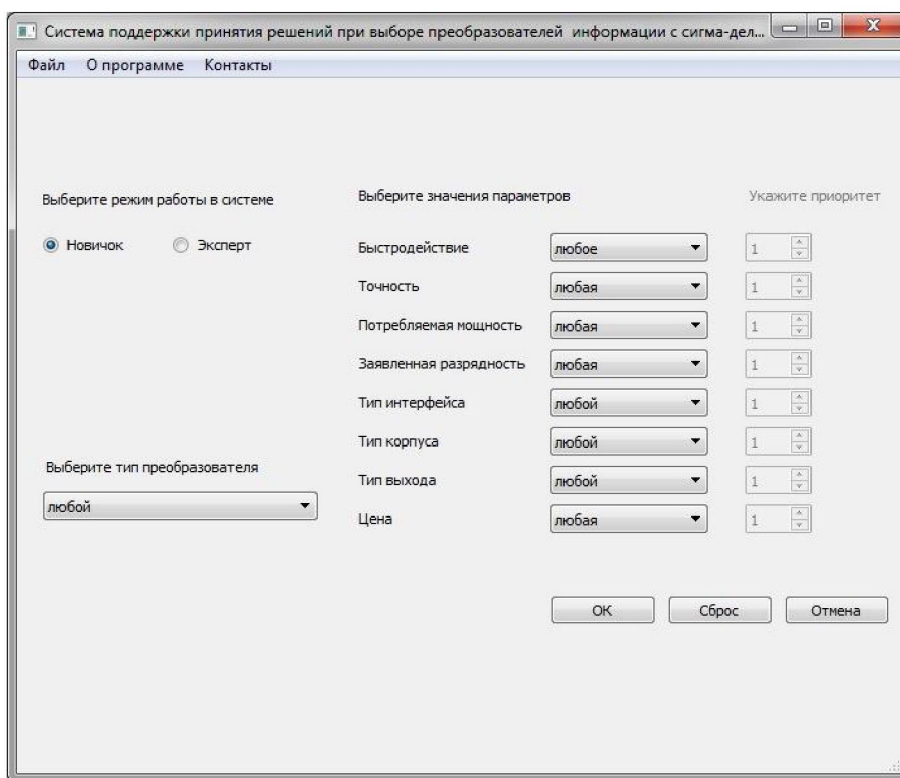 Система поддержки принятия решений при выборе преобразователей информации с сигма-дел...
Файл О программе Контакты
Выберите режим работы в системе
Выберите значения параметров
Укажите приоритет
Новичок Эксперт
Быстродействие любое 1
Точность любая 1
Потребляемая мощность любая 1
Заявленная разрядность любая 1
Тип интерфейса любой 1
Тип корпуса любой 1
Выберите тип преобразователя
любой
Тип выхода любой 1
Цена любая 1
ОК Сброс Отмена